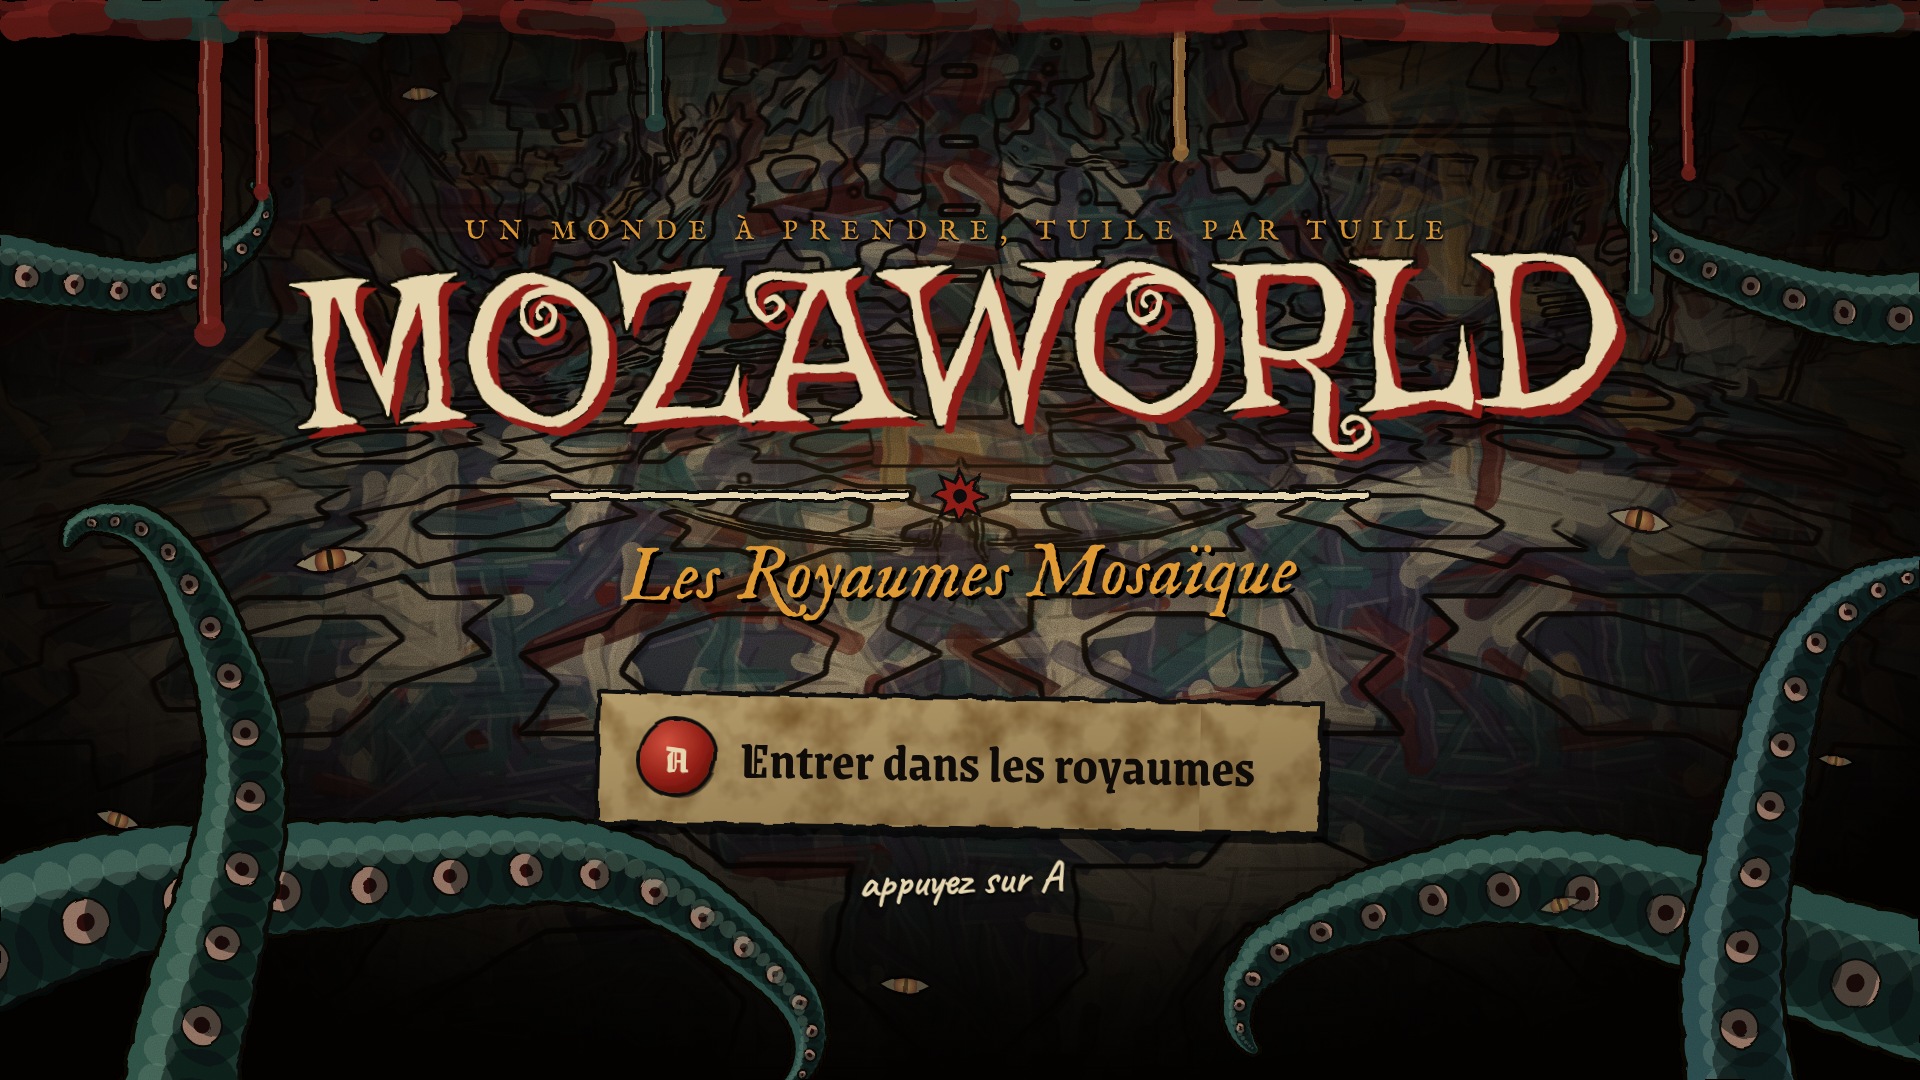 UN MONDE À PRENDRE, TUILE PAR TUILE
MOZAWORLD
Les Royaumes Mosaïque
A Entrer dans les royaumes
appuyez sur A